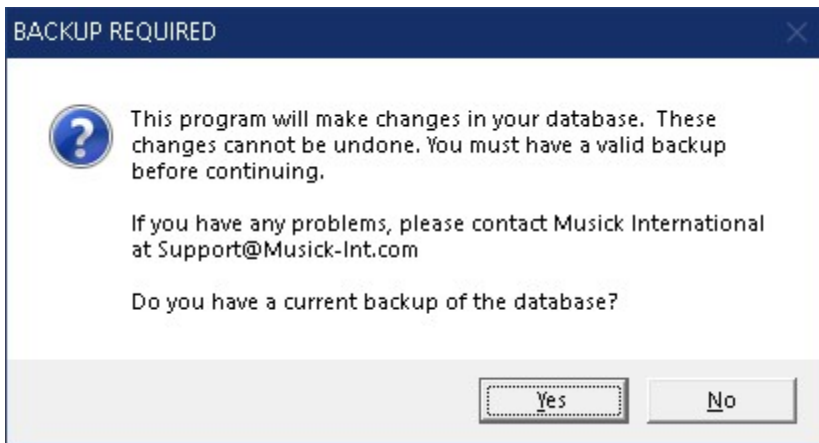 BACKUP REQUIRED
This program will make changes in your database.  These
changes cannot be undone. You must have a valid backup
before continuing.
If you have any problems, please contact Musick International
at Support@Musick-Int.com
Do you have a current backup of the database?
Yes
No